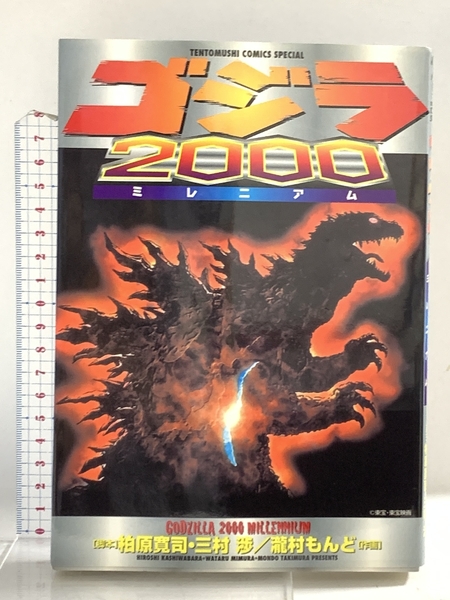 TENTOMUSHI COMICS SPECIAL
ゴジラ
2000
ミレニアム
©東宝・東宝映画
GODZILLA 2000 MILLENNIUM
【脚本】柏原寛司・三村 渉／瀧村もんど【作画】
HIROSHI KASHIWABARA・WATARU MIMURA・MONDO TAKIMURA PRESENTS